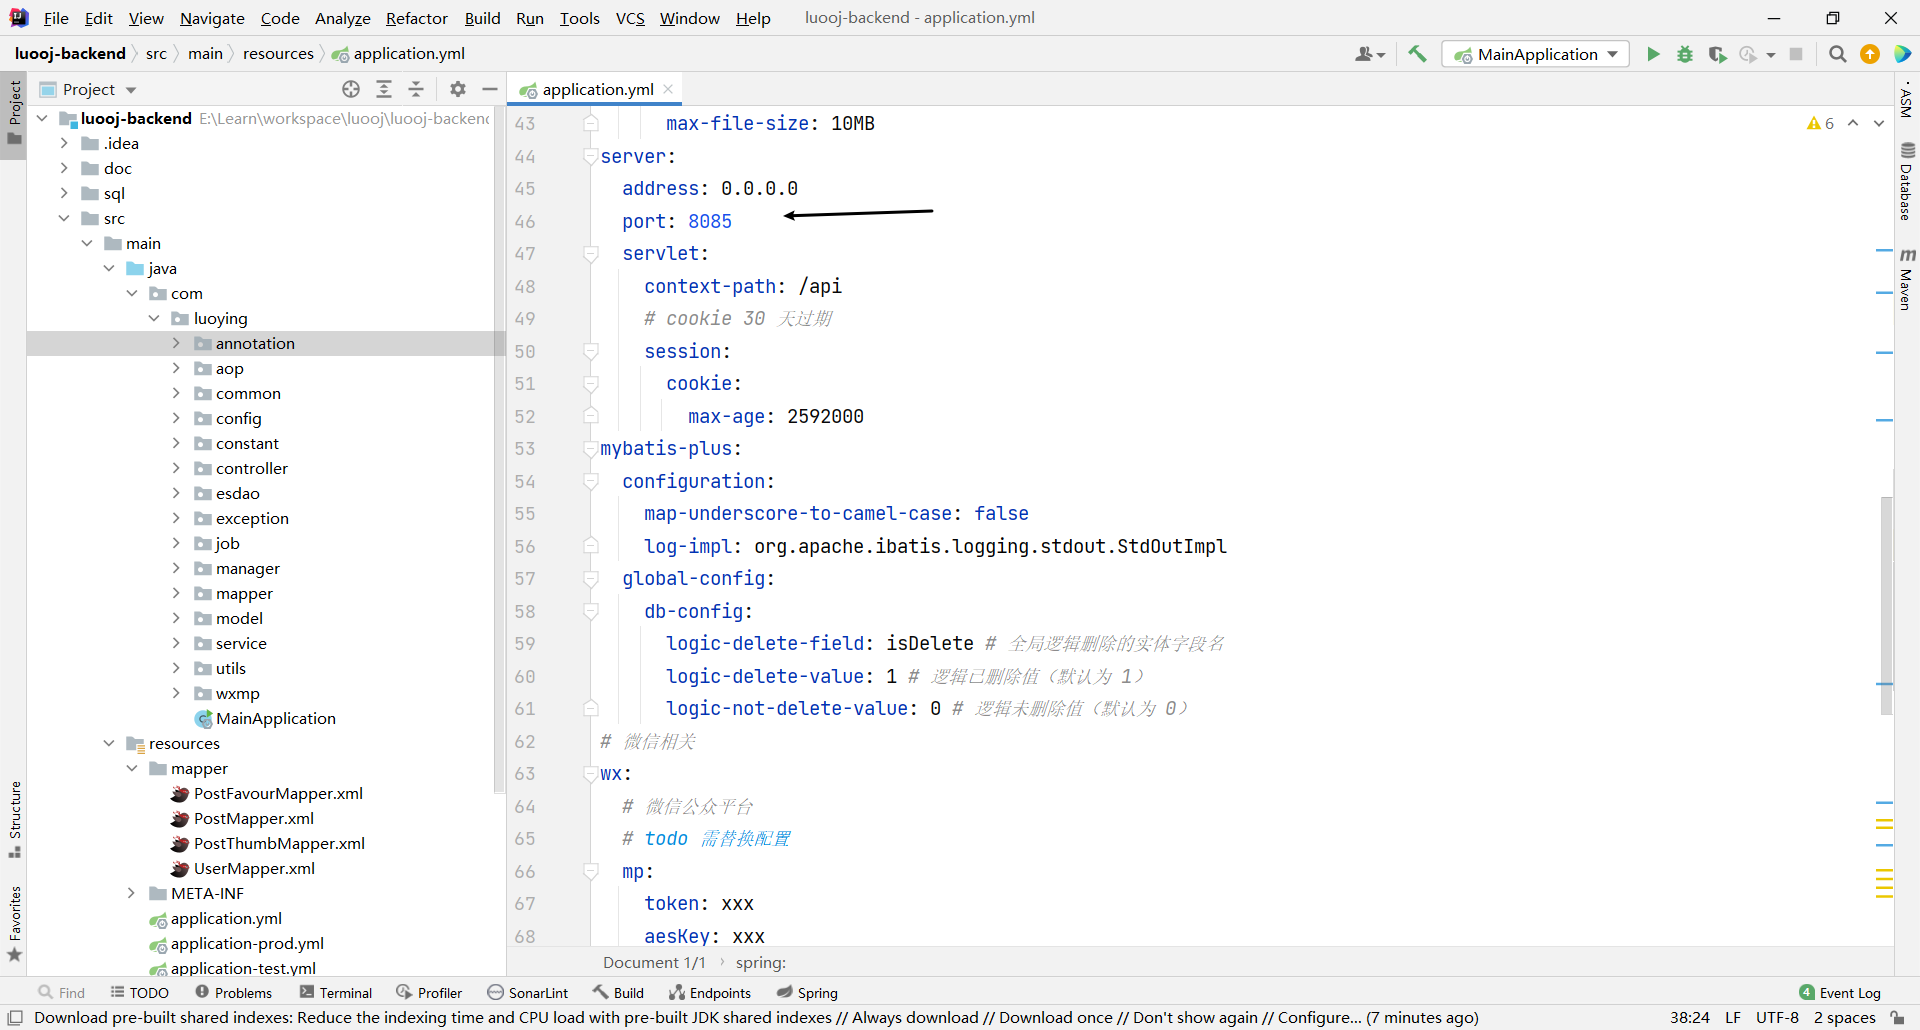 File Edit View Navigate Code Analyze Refactor Build Run Tools VCS Window Help luooj-backend - application.yml
luooj-backend src main resources application.yml
MainApplication
Project
application.yml
Project
luooj-backend E:\Learn\workspace\luooj\luooj-backend
.idea
doc
sql
src
main
java
com
luoying
annotation
aop
common
config
constant
controller
esdao
exception
job
manager
mapper
model
service
utils
wxmp
MainApplication
resources
mapper
PostFavourMapper.xml
PostMapper.xml
PostThumbMapper.xml
UserMapper.xml
META-INF
application.yml
application-prod.yml
application-test.yml
Structure
Favorites
43 max-file-size: 10MB
44 server:
45 address: 0.0.0.0
46 port: 8085
47 servlet:
48 context-path: /api
49 # cookie 30 天过期
50 session:
51 cookie:
52 max-age: 2592000
53 mybatis-plus:
54 configuration:
55 map-underscore-to-camel-case: false
56 log-impl: org.apache.ibatis.logging.stdout.StdOutImpl
57 global-config:
58 db-config:
59 logic-delete-field: isDelete # 全局逻辑删除的实体字段名
60 logic-delete-value: 1 # 逻辑已删除值（默认为 1）
61 logic-not-delete-value: 0 # 逻辑未删除值（默认为 0）
62 # 微信相关
63 wx:
64 # 微信公众平台
65 # todo 需替换配置
66 mp:
67 token: xxx
68 aesKey: xxx
6
ASM
Database
m Maven
Document 1/1 spring:
Find TODO Problems Terminal Profiler SonarLint Build Endpoints Spring 4 Event Log
Download pre-built shared indexes: Reduce the indexing time and CPU load with pre-built JDK shared indexes // Always download // Download once // Don't show again // Configure... (7 minutes ago) 38:24 LF UTF-8 2 spaces